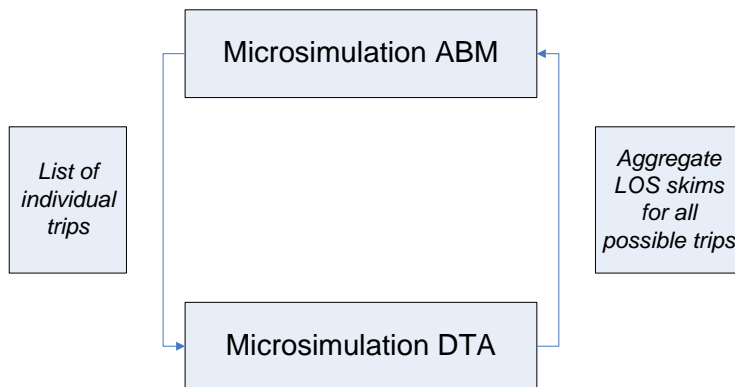 Microsimulation ABM
List of
individual
trips
Aggregate
LOS skims
for all
possible trips
Microsimulation DTA